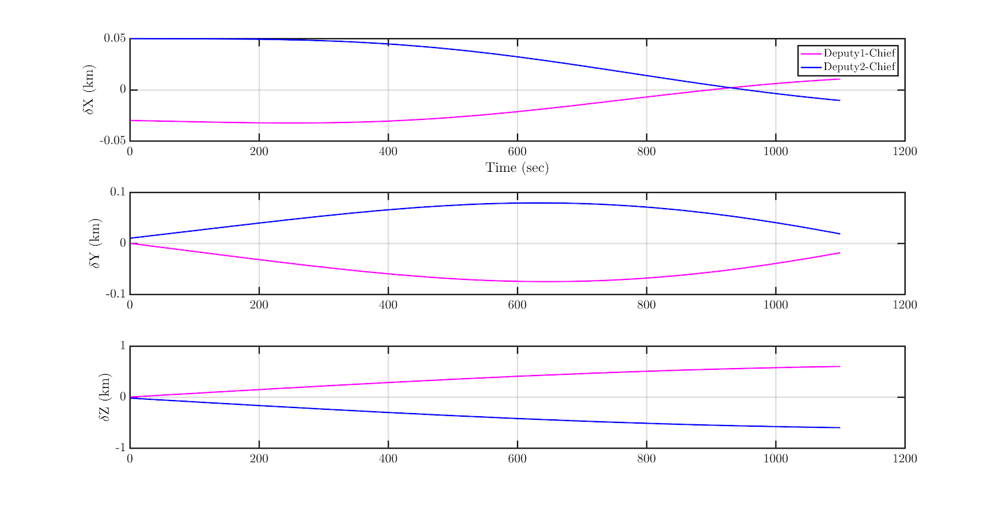 0.05
0
-0.05
δX (km)
Deputy1-Chief
Deputy2-Chief
0 200 400 600 800 1000 1200
Time (sec)
0.1
0
-0.1
δY (km)
0 200 400 600 800 1000 1200
1
0
-1
δZ (km)
0 200 400 600 800 1000 1200